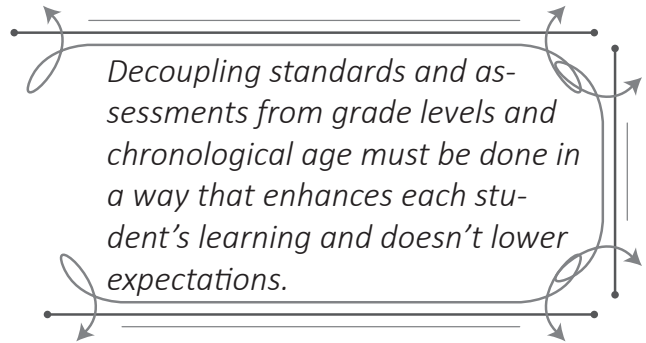 Decoupling standards and as-
sessments from grade levels and
chronological age must be done in
a way that enhances each stu-
dent’s learning and doesn’t lower
expectations.